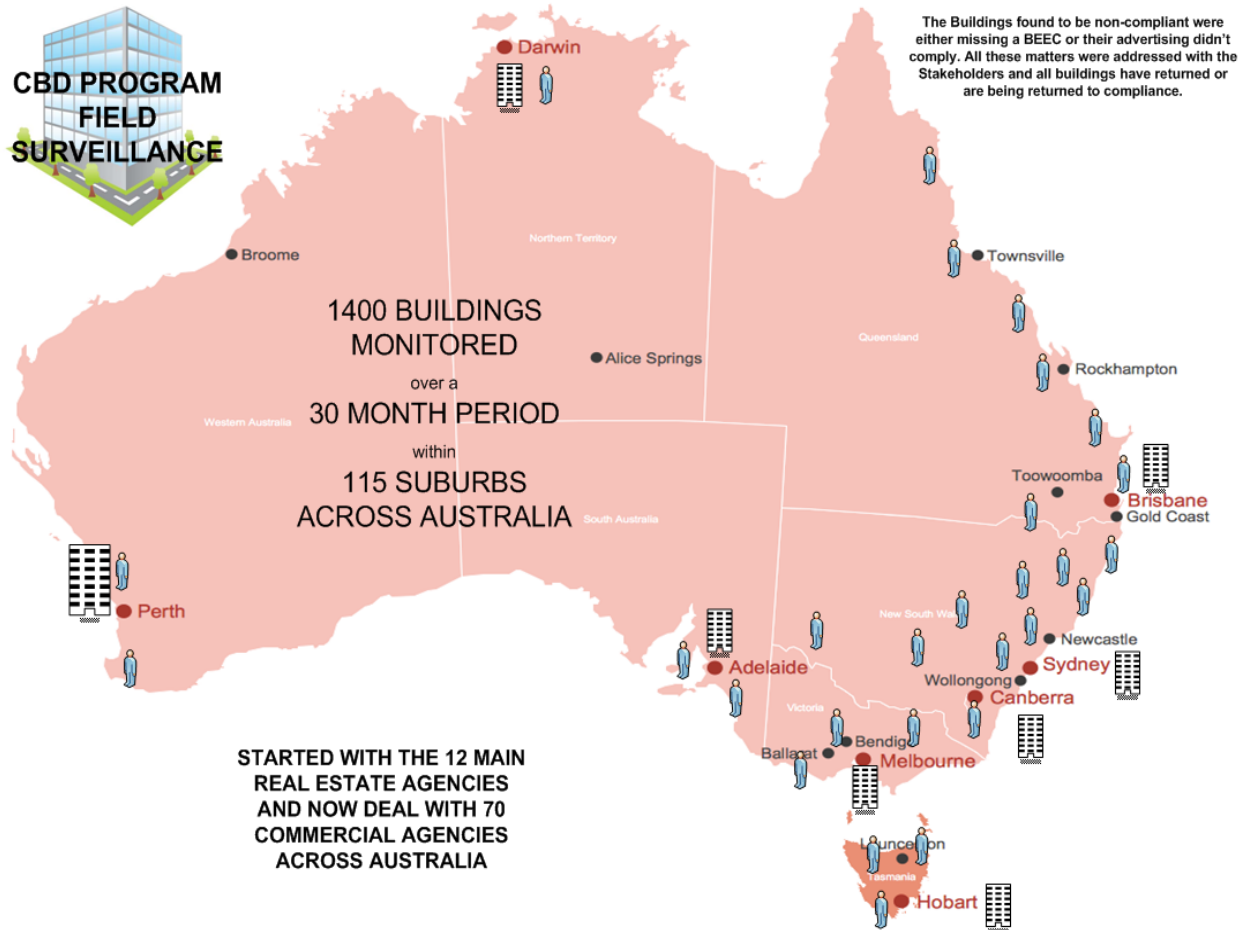 CBD PROGRAM
FIELD
SURVEILLANCE
The Buildings found to be non-compliant were
either missing a BEEC or their advertising didn't
comply. All these matters were addressed with the
Stakeholders and all buildings have returned or
are being returned to compliance.
Darwin
Broome
Northern Territory
Townsville
1400 BUILDINGS
MONITORED
over a
30 MONTH PERIOD
within
115 SUBURBS
ACROSS AUSTRALIA
Queensland
Alice Springs
Rockhampton
Western Australia
Toowoomba
Brisbane
Gold Coast
South Australia
Perth
New South Wa
Newcastle
Adelaide
Sydney
Wollongong
Canberra
Victoria
Bendig
Ballarat
Melbourne
STARTED WITH THE 12 MAIN
REAL ESTATE AGENCIES
AND NOW DEAL WITH 70
COMMERCIAL AGENCIES
ACROSS AUSTRALIA
Tasmania
Hobart